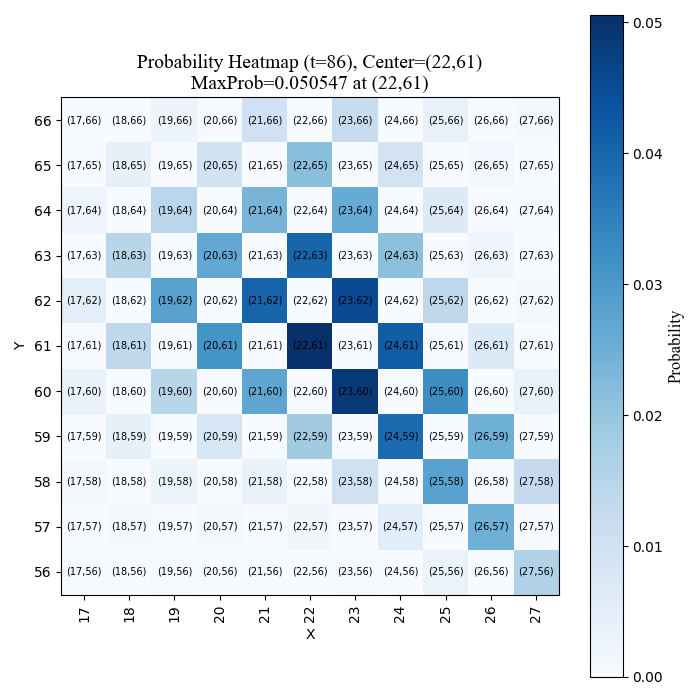 Probability Heatmap (t=86), Center=(22,61)
MaxProb=0.050547 at (22,61)
66 (17,66) (18,66) (19,66) (20,66) (21,66) (22,66) (23,66) (24,66) (25,66) (26,66) (27,66)
65 (17,65) (18,65) (19,65) (20,65) (21,65) (22,65) (23,65) (24,65) (25,65) (26,65) (27,65)
64 (17,64) (18,64) (19,64) (20,64) (21,64) (22,64) (23,64) (24,64) (25,64) (26,64) (27,64)
63 (17,63) (18,63) (19,63) (20,63) (21,63) (22,63) (23,63) (24,63) (25,63) (26,63) (27,63)
62 (17,62) (18,62) (19,62) (20,62) (21,62) (22,62) (23,62) (24,62) (25,62) (26,62) (27,62)
61 (17,61) (18,61) (19,61) (20,61) (21,61) (22,61) (23,61) (24,61) (25,61) (26,61) (27,61)
60 (17,60) (18,60) (19,60) (20,60) (21,60) (22,60) (23,60) (24,60) (25,60) (26,60) (27,60)
59 (17,59) (18,59) (19,59) (20,59) (21,59) (22,59) (23,59) (24,59) (25,59) (26,59) (27,59)
58 (17,58) (18,58) (19,58) (20,58) (21,58) (22,58) (23,58) (24,58) (25,58) (26,58) (27,58)
57 (17,57) (18,57) (19,57) (20,57) (21,57) (22,57) (23,57) (24,57) (25,57) (26,57) (27,57)
56 (17,56) (18,56) (19,56) (20,56) (21,56) (22,56) (23,56) (24,56) (25,56) (26,56) (27,56)
17 18 19 20 21 22 23 24 25 26 27
X
Y
0.05
0.04
0.03
0.02
0.01
0.00
Probability